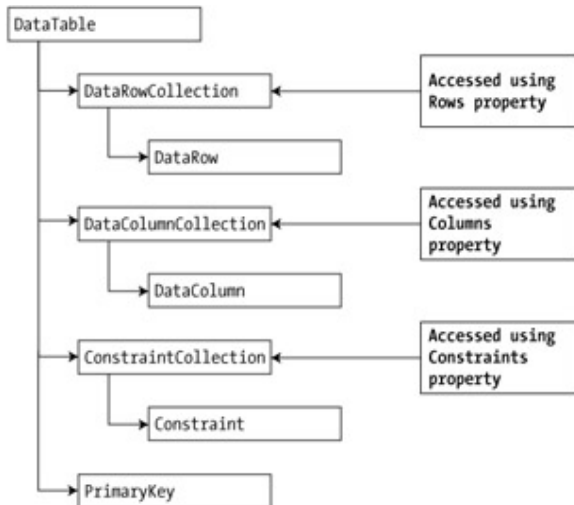 DataTable
DataRowCollection
Accessed using
Rows property
DataRow
DataColumnCollection
Accessed using
Columns
property
DataColumn
ConstraintCollection
Accessed using
Constraints
property
Constraint
PrimaryKey